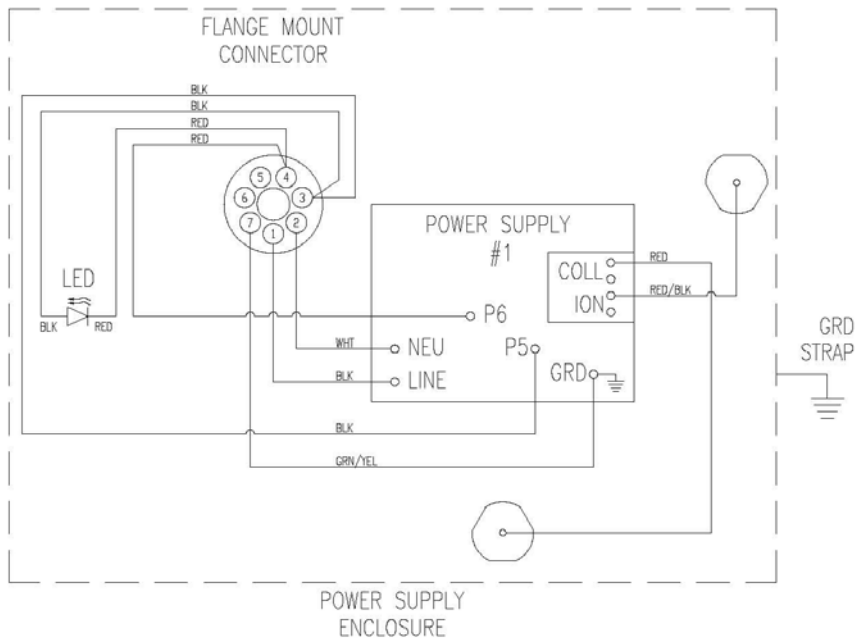 FLANGE MOUNT
CONNECTOR
BLK
BLK
RED
RED
5
4
6
3
7
2
1
POWER SUPPLY
#1
COLL
RED
ION
RED/BLK
LED
BLK
RED
P6
GRD
STRAP
WHT
NEU
P5
BLK
LINE
GRD
BLK
GRN/YEL
POWER SUPPLY
ENCLOSURE